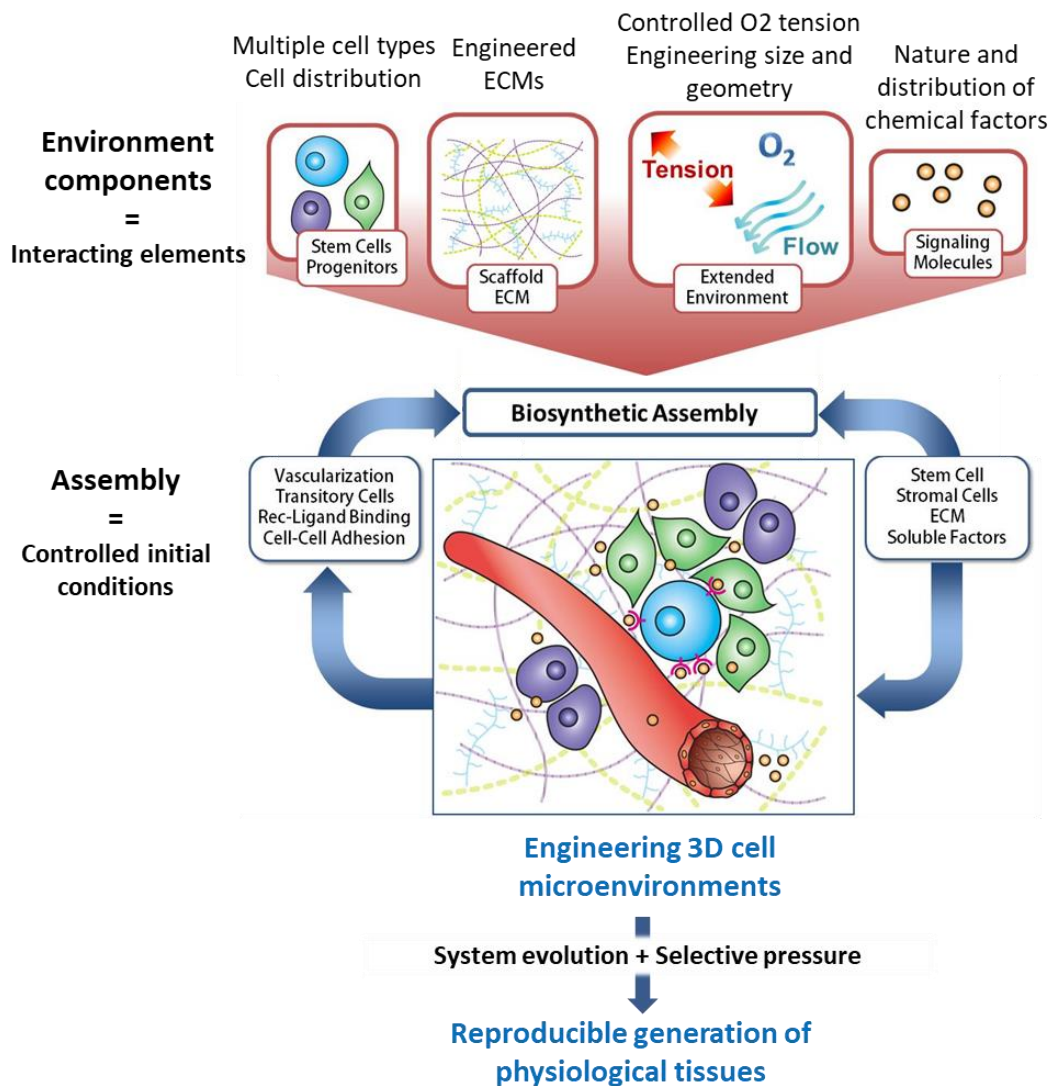 Multiple cell types
Cell distribution
Engineered
ECMs
Controlled O2 tension
Engineering size and
geometry
Nature and
distribution of
chemical factors
Environment
components
=
Interacting elements
Stem Cells
Progenitors
Scaffold
ECM
Tension
O2
Flow
Extended
Environment
Signaling
Molecules
Biosynthetic Assembly
Assembly
=
Controlled initial
conditions
Vascularization
Transitory Cells
Rec-Ligand Binding
Cell-Cell Adhesion
Stem Cell
Stromal Cells
ECM
Soluble Factors
Engineering 3D cell
microenvironments
System evolution + Selective pressure
Reproducible generation of
physiological tissues